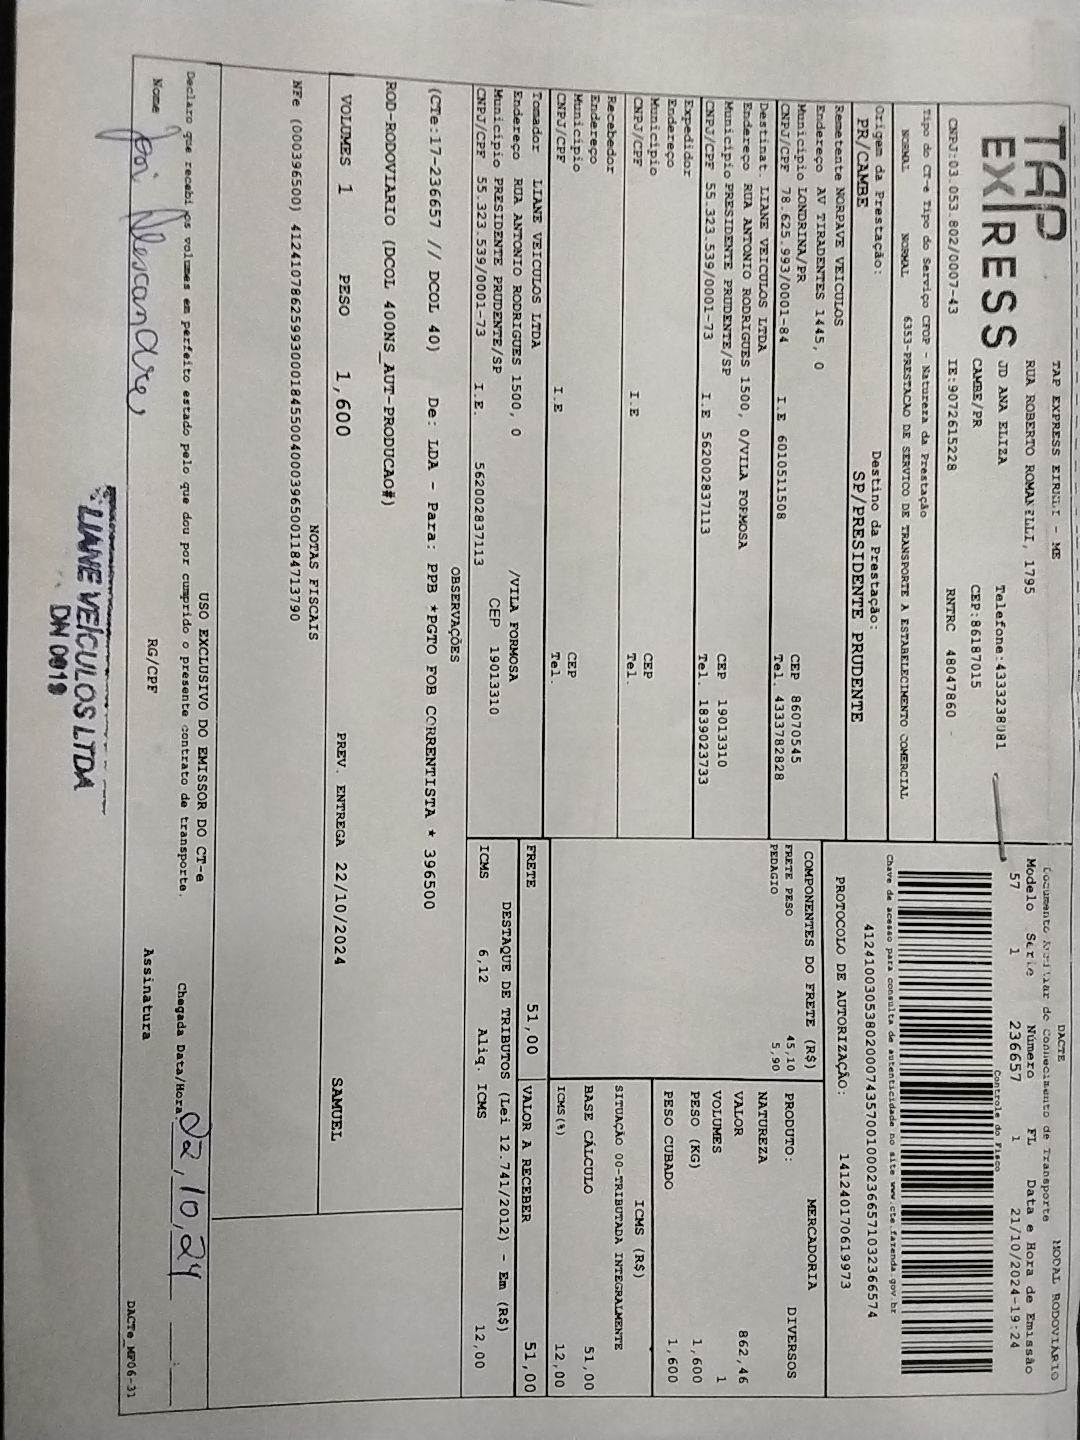 TAP
EXPRESS
TAP EXPRESS EIRELI - ME
RUA ROBERTO ROMANELLI, 1795
Telefone:4333238081
JD ANA ELIZA
CEP:86187015
CAMBE/PR
CNPJ:03.053.802/0007-43 IE:9072615228 RNTRC 48047860
Tipo do CT-e Tipo do Serviço CFOP - Natureza da Prestação
NORMAL NORMAL 6353-PRESTACAO DE SERVICO DE TRANSPORTE A ESTABELECIMENTO COMERCIAL
Origem da Prestação: Destino da Prestação:
PR/CAMBE SP/PRESIDENTE PRUDENTE
DACTE MODAL RODOVIÁRIO
Documento Auxiliar do Conhecimento de Transporte
Modelo Serie Número FL Data e Hora de Emissão
57 1 236657 1 21/10/2024-19:24
Controle do Fisco
Chave de acesso para consulta de autenticidade no site www.cte.fazenda.gov.br
41241003053802000743570010002366571032366574
PROTOCOLO DE AUTORIZAÇÃO: 141240170619973
Remetente NORPAVE VEICULOS
Endereço AV TIRADENTES 1445, 0
Municipio LONDRINA/PR CEP 86070545
CNPJ/CPF 78.625.993/0001-84 I.E 6010511508 Tel. 4333782828
Destinat. LIANE VEICULOS LTDA
Endereço RUA ANTONIO RODRIGUES 1500, 0/VILA FORMOSA
Municipio PRESIDENTE PRUDENTE/SP CEP 19013310
CNPJ/CPF 55.323.539/0001-73 I.E 562002837113 Tel. 1839023733
Expedidor
Endereço
Municipio CEP
CNPJ/CPF I.E Tel.
Recebedor
Endereço
Municipio CEP
CNPJ/CPF I.E Tel.
Tomador LIANE VEICULOS LTDA
Endereço RUA ANTONIO RODRIGUES 1500, 0 /VILA FORMOSA
Municipio PRESIDENTE PRUDENTE/SP CEP 19013310
CNPJ/CPF 55.323.539/0001-73 I.E. 562002837113
COMPONENTES DO FRETE (R$)
FRETE PESO 45,10
PEDAGIO 5,90
MERCADORIA
PRODUTO: DIVERSOS
NATUREZA
VALOR 862,46
VOLUMES 1
PESO (KG) 1,600
PESO CUBADO 1,600
ICMS (R$)
SITUAÇÃO 00-TRIBUTADA INTEGRALMENTE
BASE CÁLCULO 51,00
ICMS(%) 12,00
FRETE 51,00 VALOR A RECEBER 51,00
DESTAQUE DE TRIBUTOS (Lei 12.741/2012) - Em (R$)
ICMS 6,12 Aliq. ICMS 12,00
OBSERVAÇÕES
(CTe:17-236657 // DCOL 40) De: LDA - Para: PPB *PGTO FOB CORRENTISTA * 396500
ROD-RODOVIARIO (DCOL 400NS_AUT-PRODUCAO#)
VOLUMES 1 PESO 1,600 PREV. ENTREGA 22/10/2024 SAMUEL
NOTAS FISCAIS
NFe (000396500) 41241078625993000184550040003965001184713790
USO EXCLUSIVO DO EMISSOR DO CT-e
Declaro que recebi os volumes em perfeito estado pelo que dou por cumprido o presente contrato de transporte. Chegada Data/Hora 22,10,24
Nome RG/CPF Assinatura
DACTe_MP06-31
LIANE VEÍCULOS LTDA
DN 0018